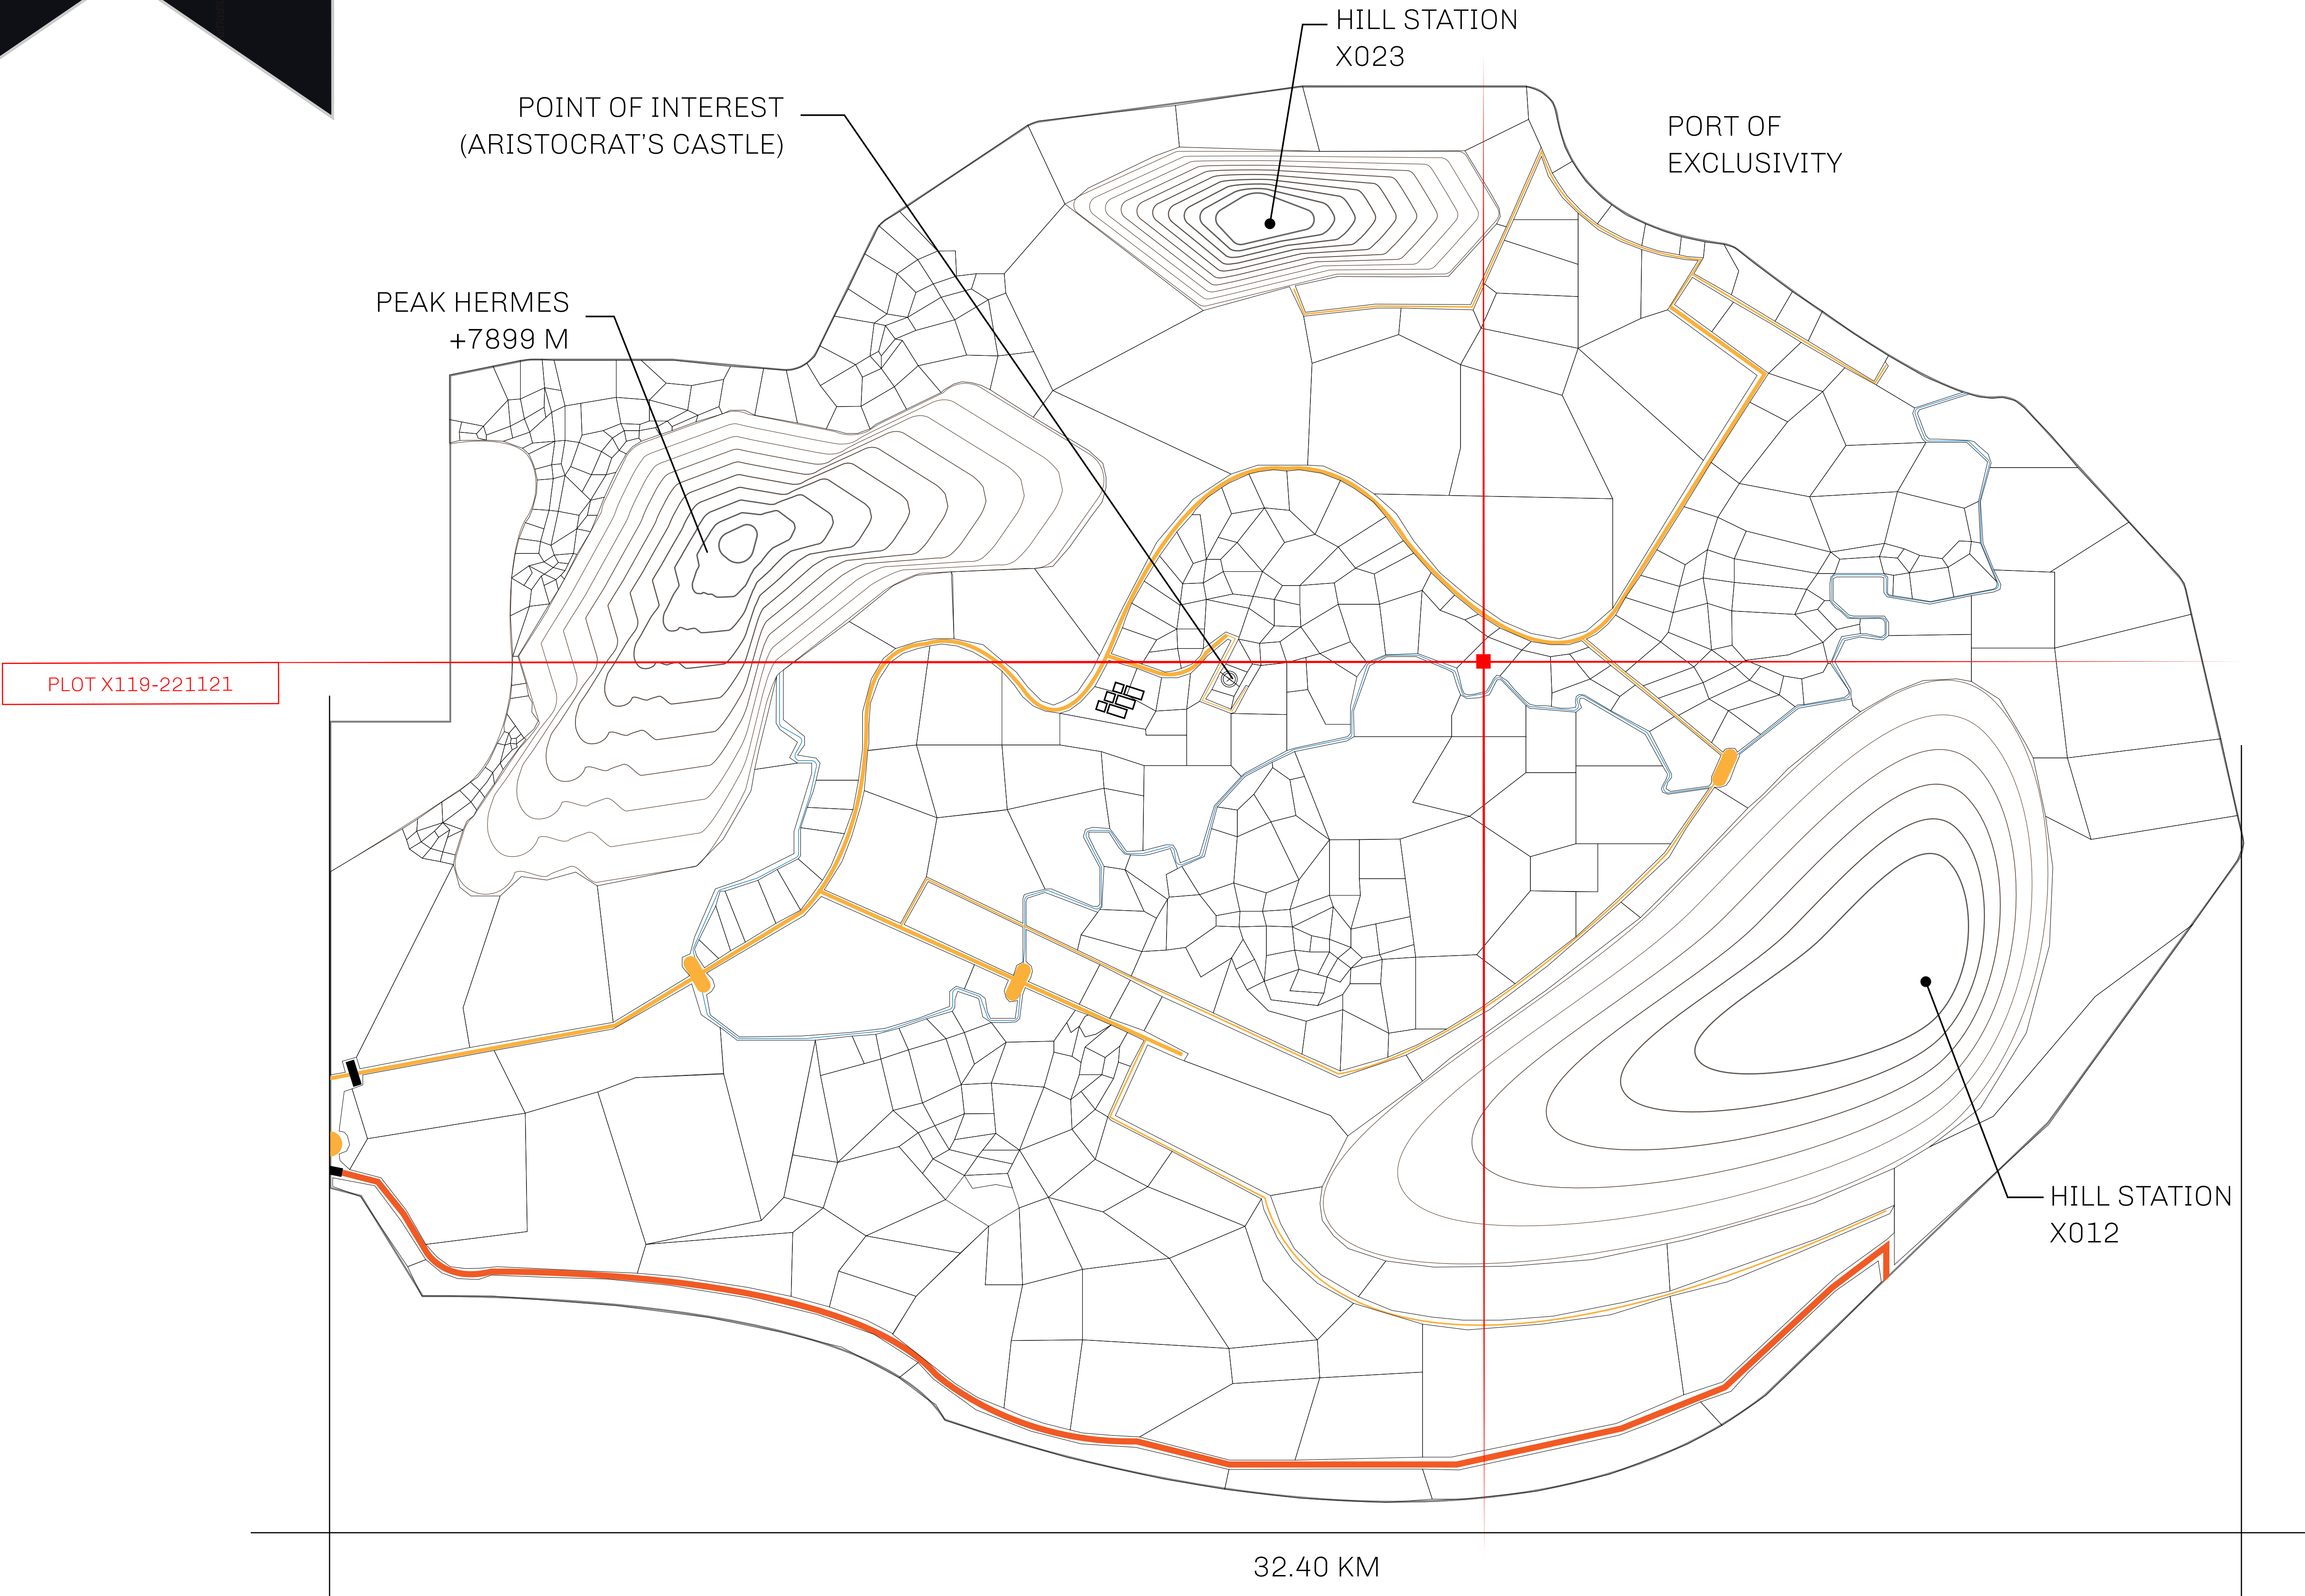 HILL STATION
X023
POINT OF INTEREST
(ARISTOCRAT'S CASTLE)
PORT OF
EXCLUSIVITY
PEAK HERMES
+7899 M
PLOT X119-221121
HILL STATION
X012
32.40 KM